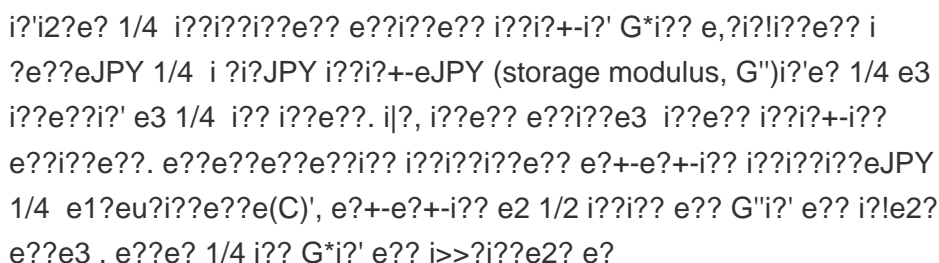 i?'i2?e? 1/4  i??i??i??e?? e??i??e?? i??i?+-i?' G*i?? e,?i?!i??e?? i
?e??eJPY 1/4  i ?i?JPY i??i?+-eJPY (storage modulus, G'')i?'e? 1/4 e3
i??e??i?' e3 1/4  i?? i??e??. i|?, i??e?? e??i??e3  i??e?? i??i?+-i??
e??i??e??. e??e??e??e??i?? i??i??i??e?? e?+-e?+-i?? i??i??i??eJPY
1/4  e1?eu?i??e??e(C)', e?+-e?+-i?? e2 1/2 i??i?? e?? G''i?' e?? i?!e2?
e??e3 . e??e? 1/4 i?? G*i?' e?? i>>?i??e2? e?